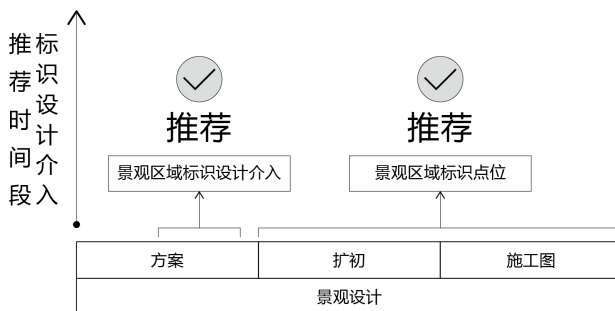 标识设计介入
推荐时间段
推荐
推荐
景观区域标识设计介入
景观区域标识点位
方案
扩初
施工图
景观设计